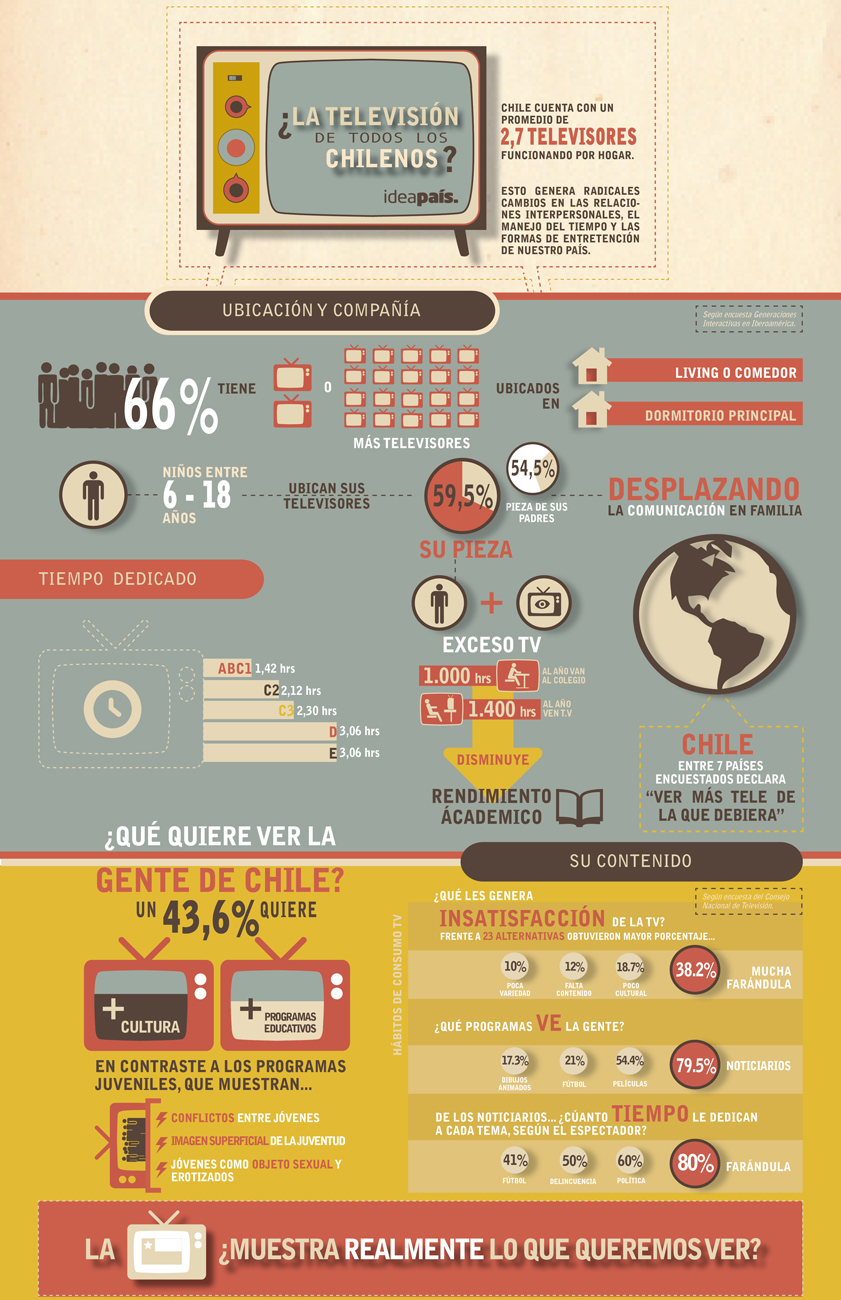 ¿LA TELEVISIÓN
DE TODOS LOS
CHILENOS?
ideapaís.
CHILE CUENTA CON UN
PROMEDIO DE
2,7 TELEVISORES
FUNCIONANDO POR HOGAR.
ESTO GENERA RADICALES
CAMBIOS EN LAS RELACIO-
NES INTERPERSONALES, EL
MANEJO DEL TIEMPO Y LAS
FORMAS DE ENTRETENCIÓN
DE NUESTRO PAÍS.
UBICACIÓN Y COMPAÑÍA
Según encuesta Generaciones
Interactivas en Iberoamérica.
66% TIENE
O
MÁS TELEVISORES
UBICADOS
EN
LIVING O COMEDOR
DORMITORIO PRINCIPAL
NIÑOS ENTRE
6 - 18
AÑOS
UBICAN SUS
TELEVISORES
59,5%
SU PIEZA
54,5%
PIEZA DE SUS
PADRES
DESPLAZANDO
LA COMUNICACIÓN EN FAMILIA
TIEMPO DEDICADO
ABC1 1,42 hrs
C2 2,12 hrs
C3 2,30 hrs
D 3,06 hrs
E 3,06 hrs
+
EXCESO TV
1.000 hrs
AL AÑO VAN
AL COLEGIO
1.400 hrs
AL AÑO
VEN T.V
DISMINUYE
RENDIMIENTO
ÁCADEMICO
CHILE
ENTRE 7 PAÍSES
ENCUESTADOS DECLARA
“VER MÁS TELE DE
LA QUE DEBIERA”
¿QUÉ QUIERE VER LA
GENTE DE CHILE?
UN 43,6% QUIERE
+ CULTURA
+ PROGRAMAS
EDUCATIVOS
EN CONTRASTE A LOS PROGRAMAS
JUVENILES, QUE MUESTRAN...
CONFLICTOS ENTRE JÓVENES
IMAGEN SUPERFICIAL DE LA JUVENTUD
JÓVENES COMO OBJETO SEXUAL Y
EROTIZADOS
SU CONTENIDO
Según encuesta del Consejo
Nacional de Televisión.
HÁBITOS DE CONSUMO TV
¿QUÉ LES GENERA
INSATISFACCIÓN DE LA TV?
FRENTE A 23 ALTERNATIVAS OBTUVIERON MAYOR PORCENTAJE...
10%
POCA
VARIEDAD
12%
FALTA
CONTENIDO
18.7%
POCO
CULTURAL
38.2%
MUCHA
FARÁNDULA
¿QUÉ PROGRAMAS VE LA GENTE?
17.3%
DIBUJOS
ANIMADOS
21%
FÚTBOL
54.4%
PELÍCULAS
79.5%
NOTICIARIOS
DE LOS NOTICIARIOS... ¿CÚANTO TIEMPO LE DEDICAN
A CADA TEMA, SEGÚN EL ESPECTADOR?
41%
FÚTBOL
50%
DELINCUENCIA
60%
POLÍTICA
80%
FARÁNDULA
LA ¿MUESTRA REALMENTE LO QUE QUEREMOS VER?